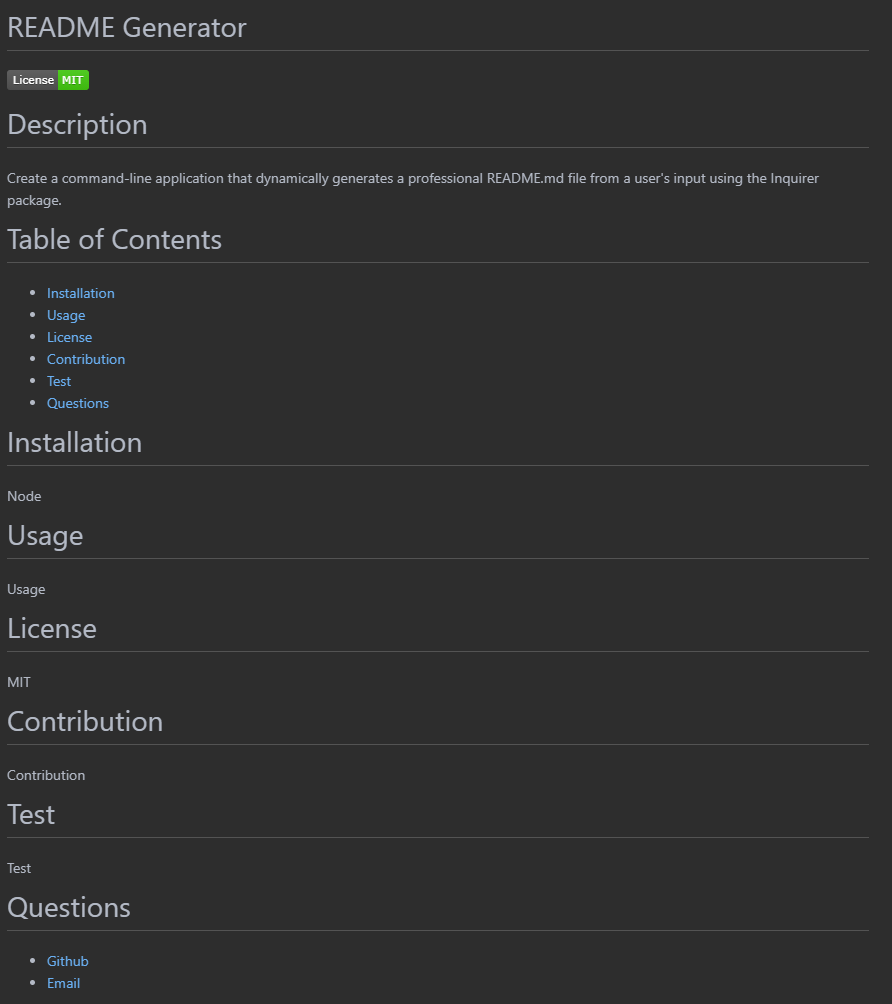 README Generator
License MIT
Description
Create a command-line application that dynamically generates a professional README.md file from a user's input using the Inquirer
package.
Table of Contents
Installation
Usage
License
Contribution
Test
Questions
Installation
Node
Usage
Usage
License
MIT
Contribution
Contribution
Test
Test
Questions
Github
Email